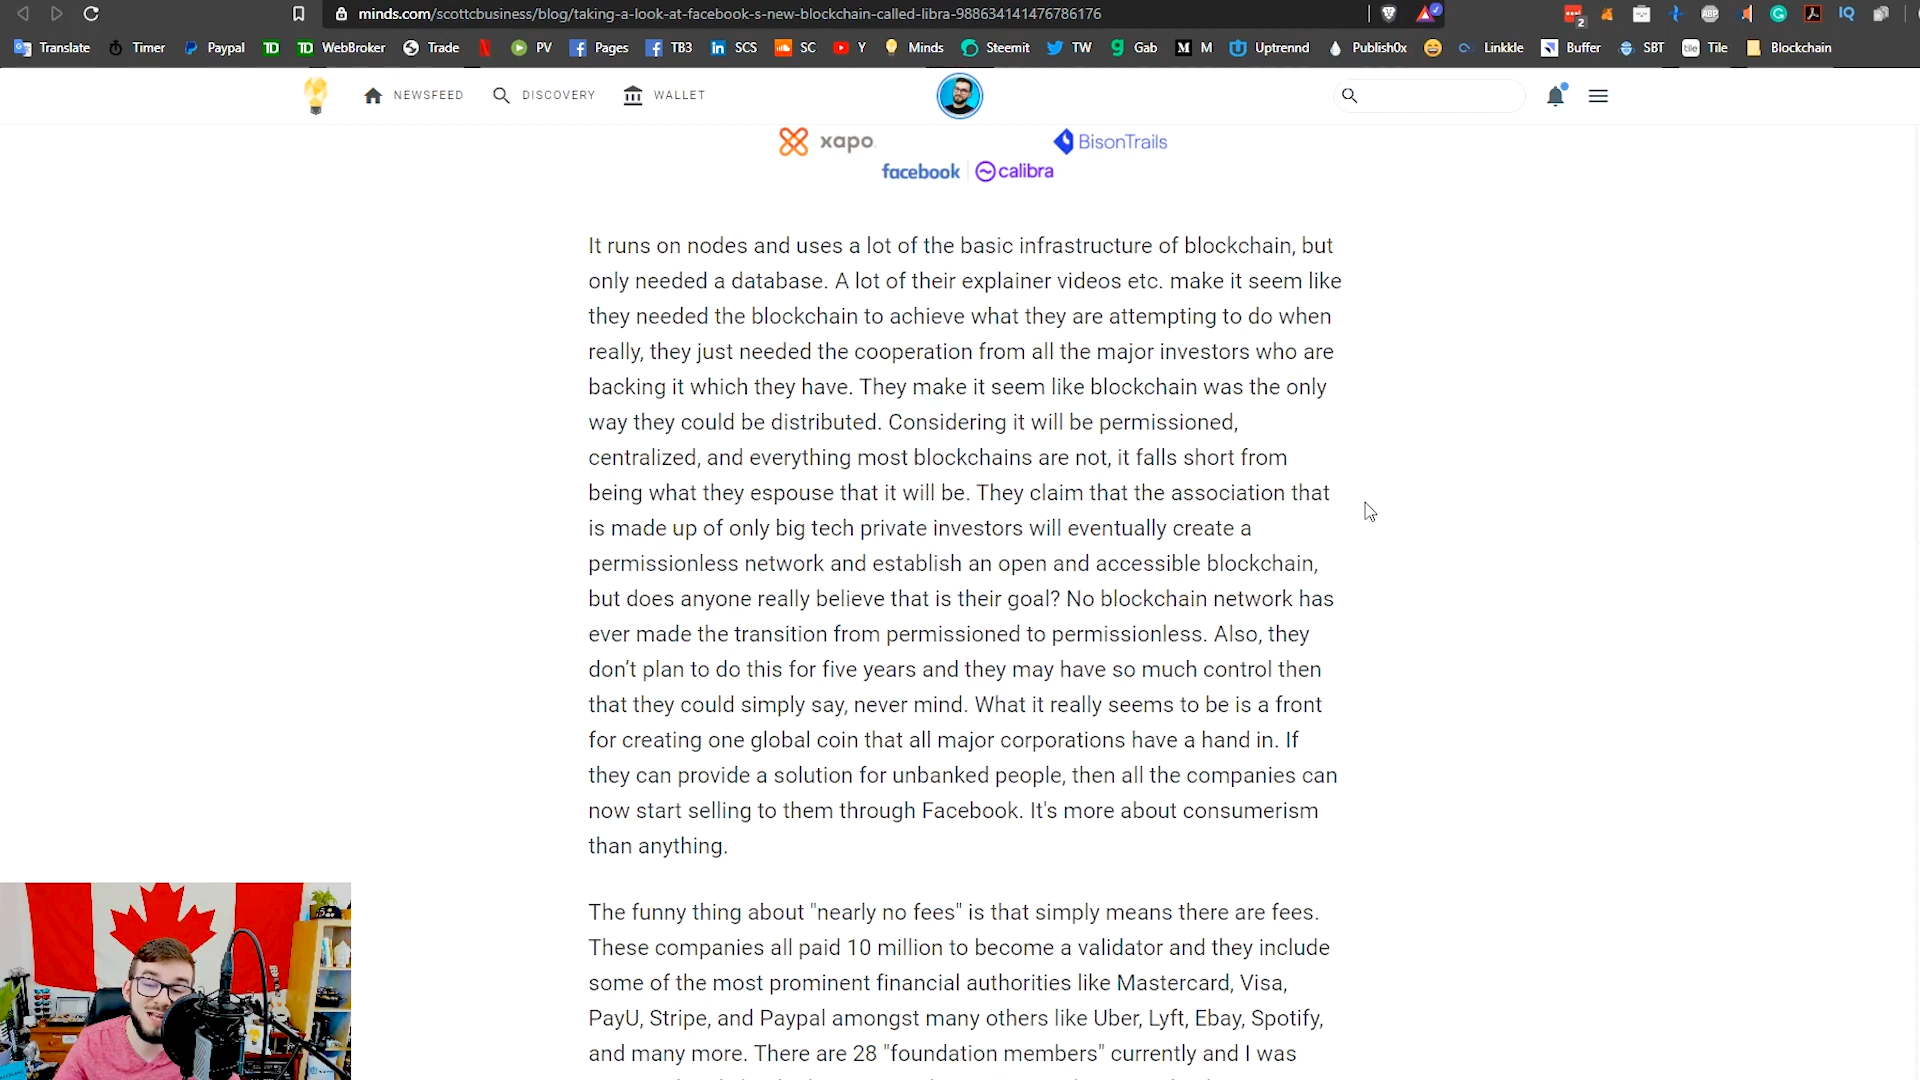 minds.com/scottcbusiness/blog/taking-a-look-at-facebook-s-new-blockchain-called-libra-988634141476786176
2
ABP
IQ
Translate
Timer
Paypal
TD
TD WebBroker
Trade
N
PV
Pages
TB3
in SCS
SC
Y
Minds
Steemit
TW
Gab
M
Uptrennd
Publish0x
Linkkle
Buffer
SBT
tile Tile
Blockchain
NEWSFEED
DISCOVERY
WALLET
xapo
BisonTrails
facebook
calibra
It runs on nodes and uses a lot of the basic infrastructure of blockchain, but
only needed a database. A lot of their explainer videos etc. make it seem like
they needed the blockchain to achieve what they are attempting to do when
really, they just needed the cooperation from all the major investors who are
backing it which they have. They make it seem like blockchain was the only
way they could be distributed. Considering it will be permissioned,
centralized, and everything most blockchains are not, it falls short from
being what they espouse that it will be. They claim that the association that
is made up of only big tech private investors will eventually create a
permissionless network and establish an open and accessible blockchain,
but does anyone really believe that is their goal? No blockchain network has
ever made the transition from permissioned to permissionless. Also, they
don’t plan to do this for five years and they may have so much control then
that they could simply say, never mind. What it really seems to be is a front
for creating one global coin that all major corporations have a hand in. If
they can provide a solution for unbanked people, then all the companies can
now start selling to them through Facebook. It's more about consumerism
than anything.
The funny thing about "nearly no fees" is that simply means there are fees.
These companies all paid 10 million to become a validator and they include
some of the most prominent financial authorities like Mastercard, Visa,
PayU, Stripe, and Paypal amongst many others like Uber, Lyft, Ebay, Spotify,
and many more. There are 28 "foundation members" currently and I was